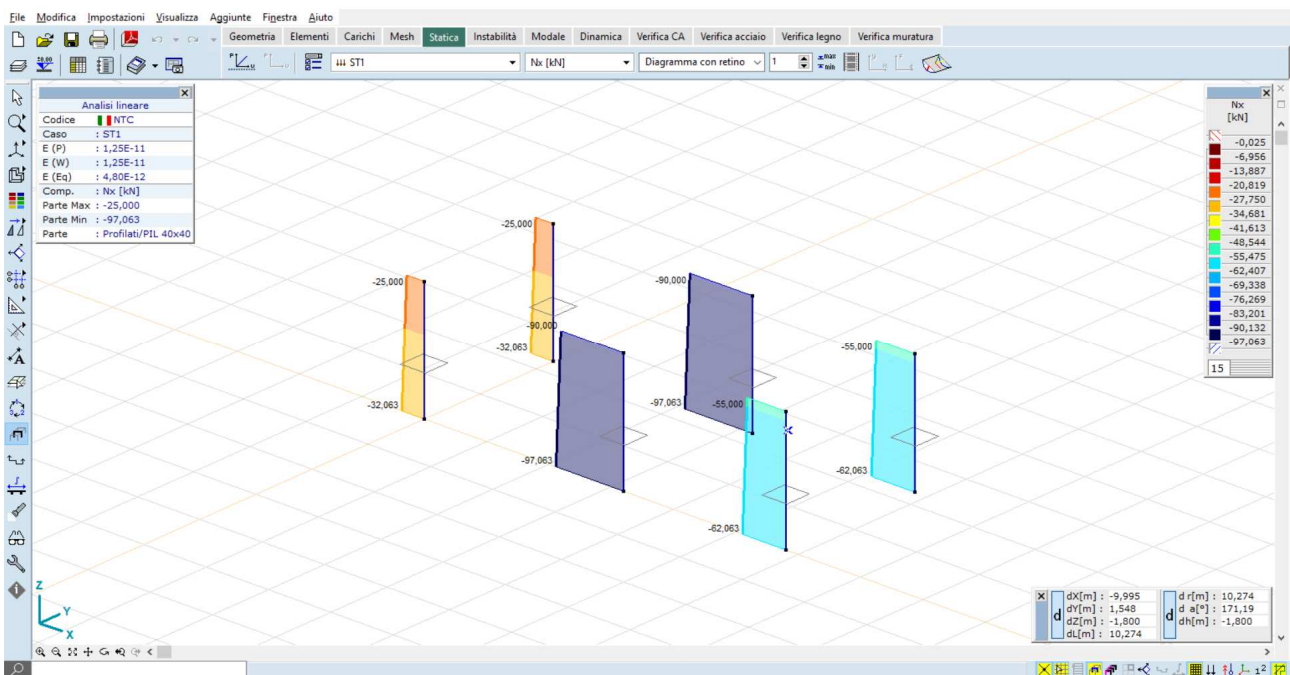 File Modifica Impostazioni Visualizza Aggiunte Finestra Aiuto
Geometria Elementi Carichi Mesh Statica Instabilità Modale Dinamica Verifica CA Verifica acciaio Verifica legno Verifica muratura
ST1 Nx [kN] Diagramma con retino 1
Analisi lineare
Codice NTC
Caso : ST1
E (P) : 1,25E-11
E (W) : 1,25E-11
E (Eq) : 4,80E-12
Comp. : Nx [kN]
Parte Max : -25,000
Parte Min : -97,063
Parte : Profilati/PIL 40x40
Nx
[kN]
-0,025
-6,956
-13,887
-20,819
-27,750
-34,681
-41,613
-48,544
-55,475
-62,407
-69,338
-76,269
-83,201
-90,132
-97,063
15
-25,000
-25,000
-90,000
-90,000
-32,063
-55,000
-32,063
-97,063
-55,000
-97,063
-62,063
-62,063
Z
Y
X
dX[m] : -9,995
dY[m] : 1,548
dZ[m] : -1,800
dL[m] : 10,274
d
d r[m] : 10,274
d a[°] : 171,19
dh[m] : -1,800
d